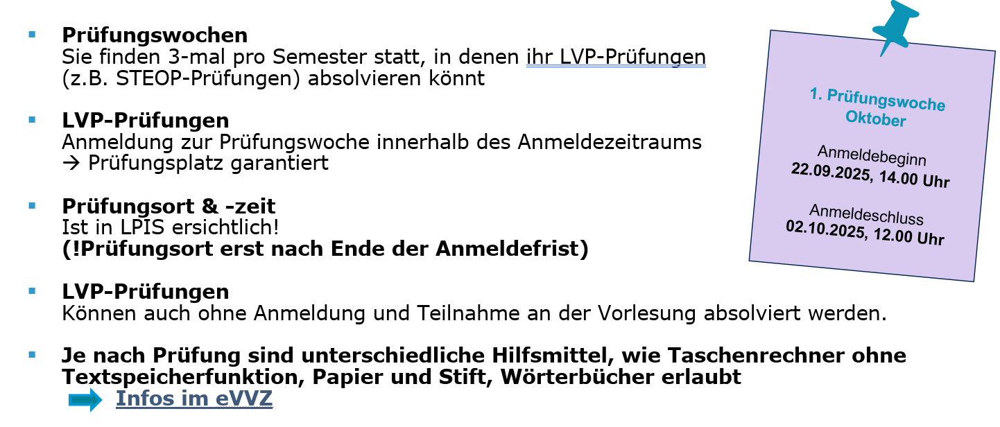 Prüfungswochen
Sie finden 3-mal pro Semester statt, in denen ihr LVP-Prüfungen
(z.B. STEOP-Prüfungen) absolvieren könnt
LVP-Prüfungen
Anmeldung zur Prüfungswoche innerhalb des Anmeldezeitraums
→ Prüfungsplatz garantiert
Prüfungsort & -zeit
Ist in LPIS ersichtlich!
(!Prüfungsort erst nach Ende der Anmeldefrist)
LVP-Prüfungen
Können auch ohne Anmeldung und Teilnahme an der Vorlesung absolviert werden.
Je nach Prüfung sind unterschiedliche Hilfsmittel, wie Taschenrechner ohne
Textspeicherfunktion, Papier und Stift, Wörterbücher erlaubt
Infos im eVVZ
1. Prüfungswoche
Oktober
Anmeldebeginn
22.09.2025, 14.00 Uhr
Anmeldeschluss
02.10.2025, 12.00 Uhr